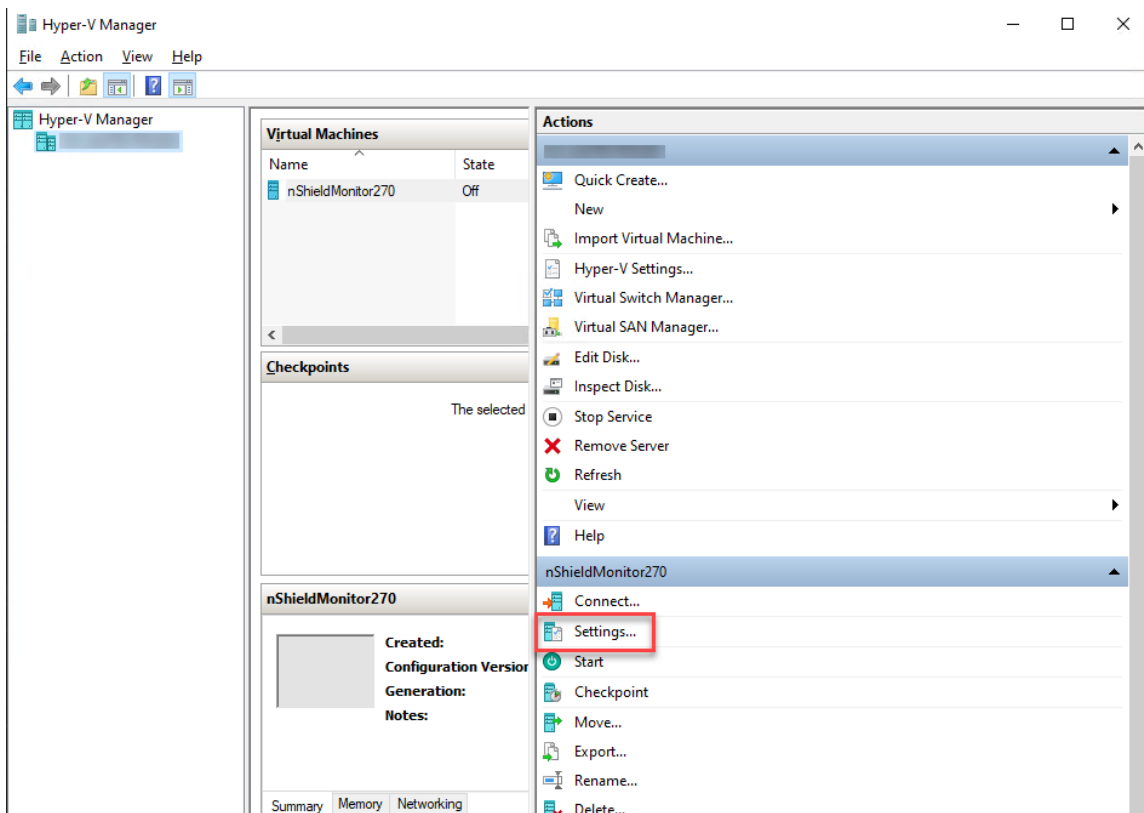 Hyper-V Manager
File Action View Help
Hyper-V Manager
Virtual Machines
Name State
nShieldMonitor270 Off
Checkpoints
The selected
nShieldMonitor270
Created:
Configuration Version
Generation:
Notes:
Summary Memory Networking
Actions
Quick Create...
New
Import Virtual Machine...
Hyper-V Settings...
Virtual Switch Manager...
Virtual SAN Manager...
Edit Disk...
Inspect Disk...
Stop Service
Remove Server
Refresh
View
Help
nShieldMonitor270
Connect...
Settings...
Start
Checkpoint
Move...
Export...
Rename...
Delete...